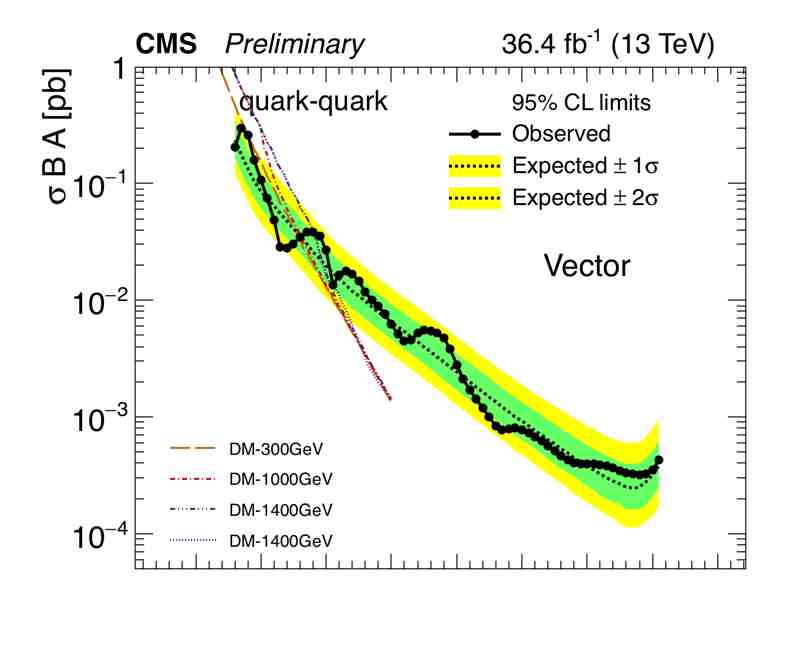 CMS Preliminary 36.4 fb⁻¹ (13 TeV)
σ B A [pb]
1
10⁻¹
10⁻²
10⁻³
10⁻⁴
quark-quark
95% CL limits
Observed
Expected ± 1σ
Expected ± 2σ
Vector
DM-300GeV
DM-1000GeV
DM-1400GeV
DM-1400GeV